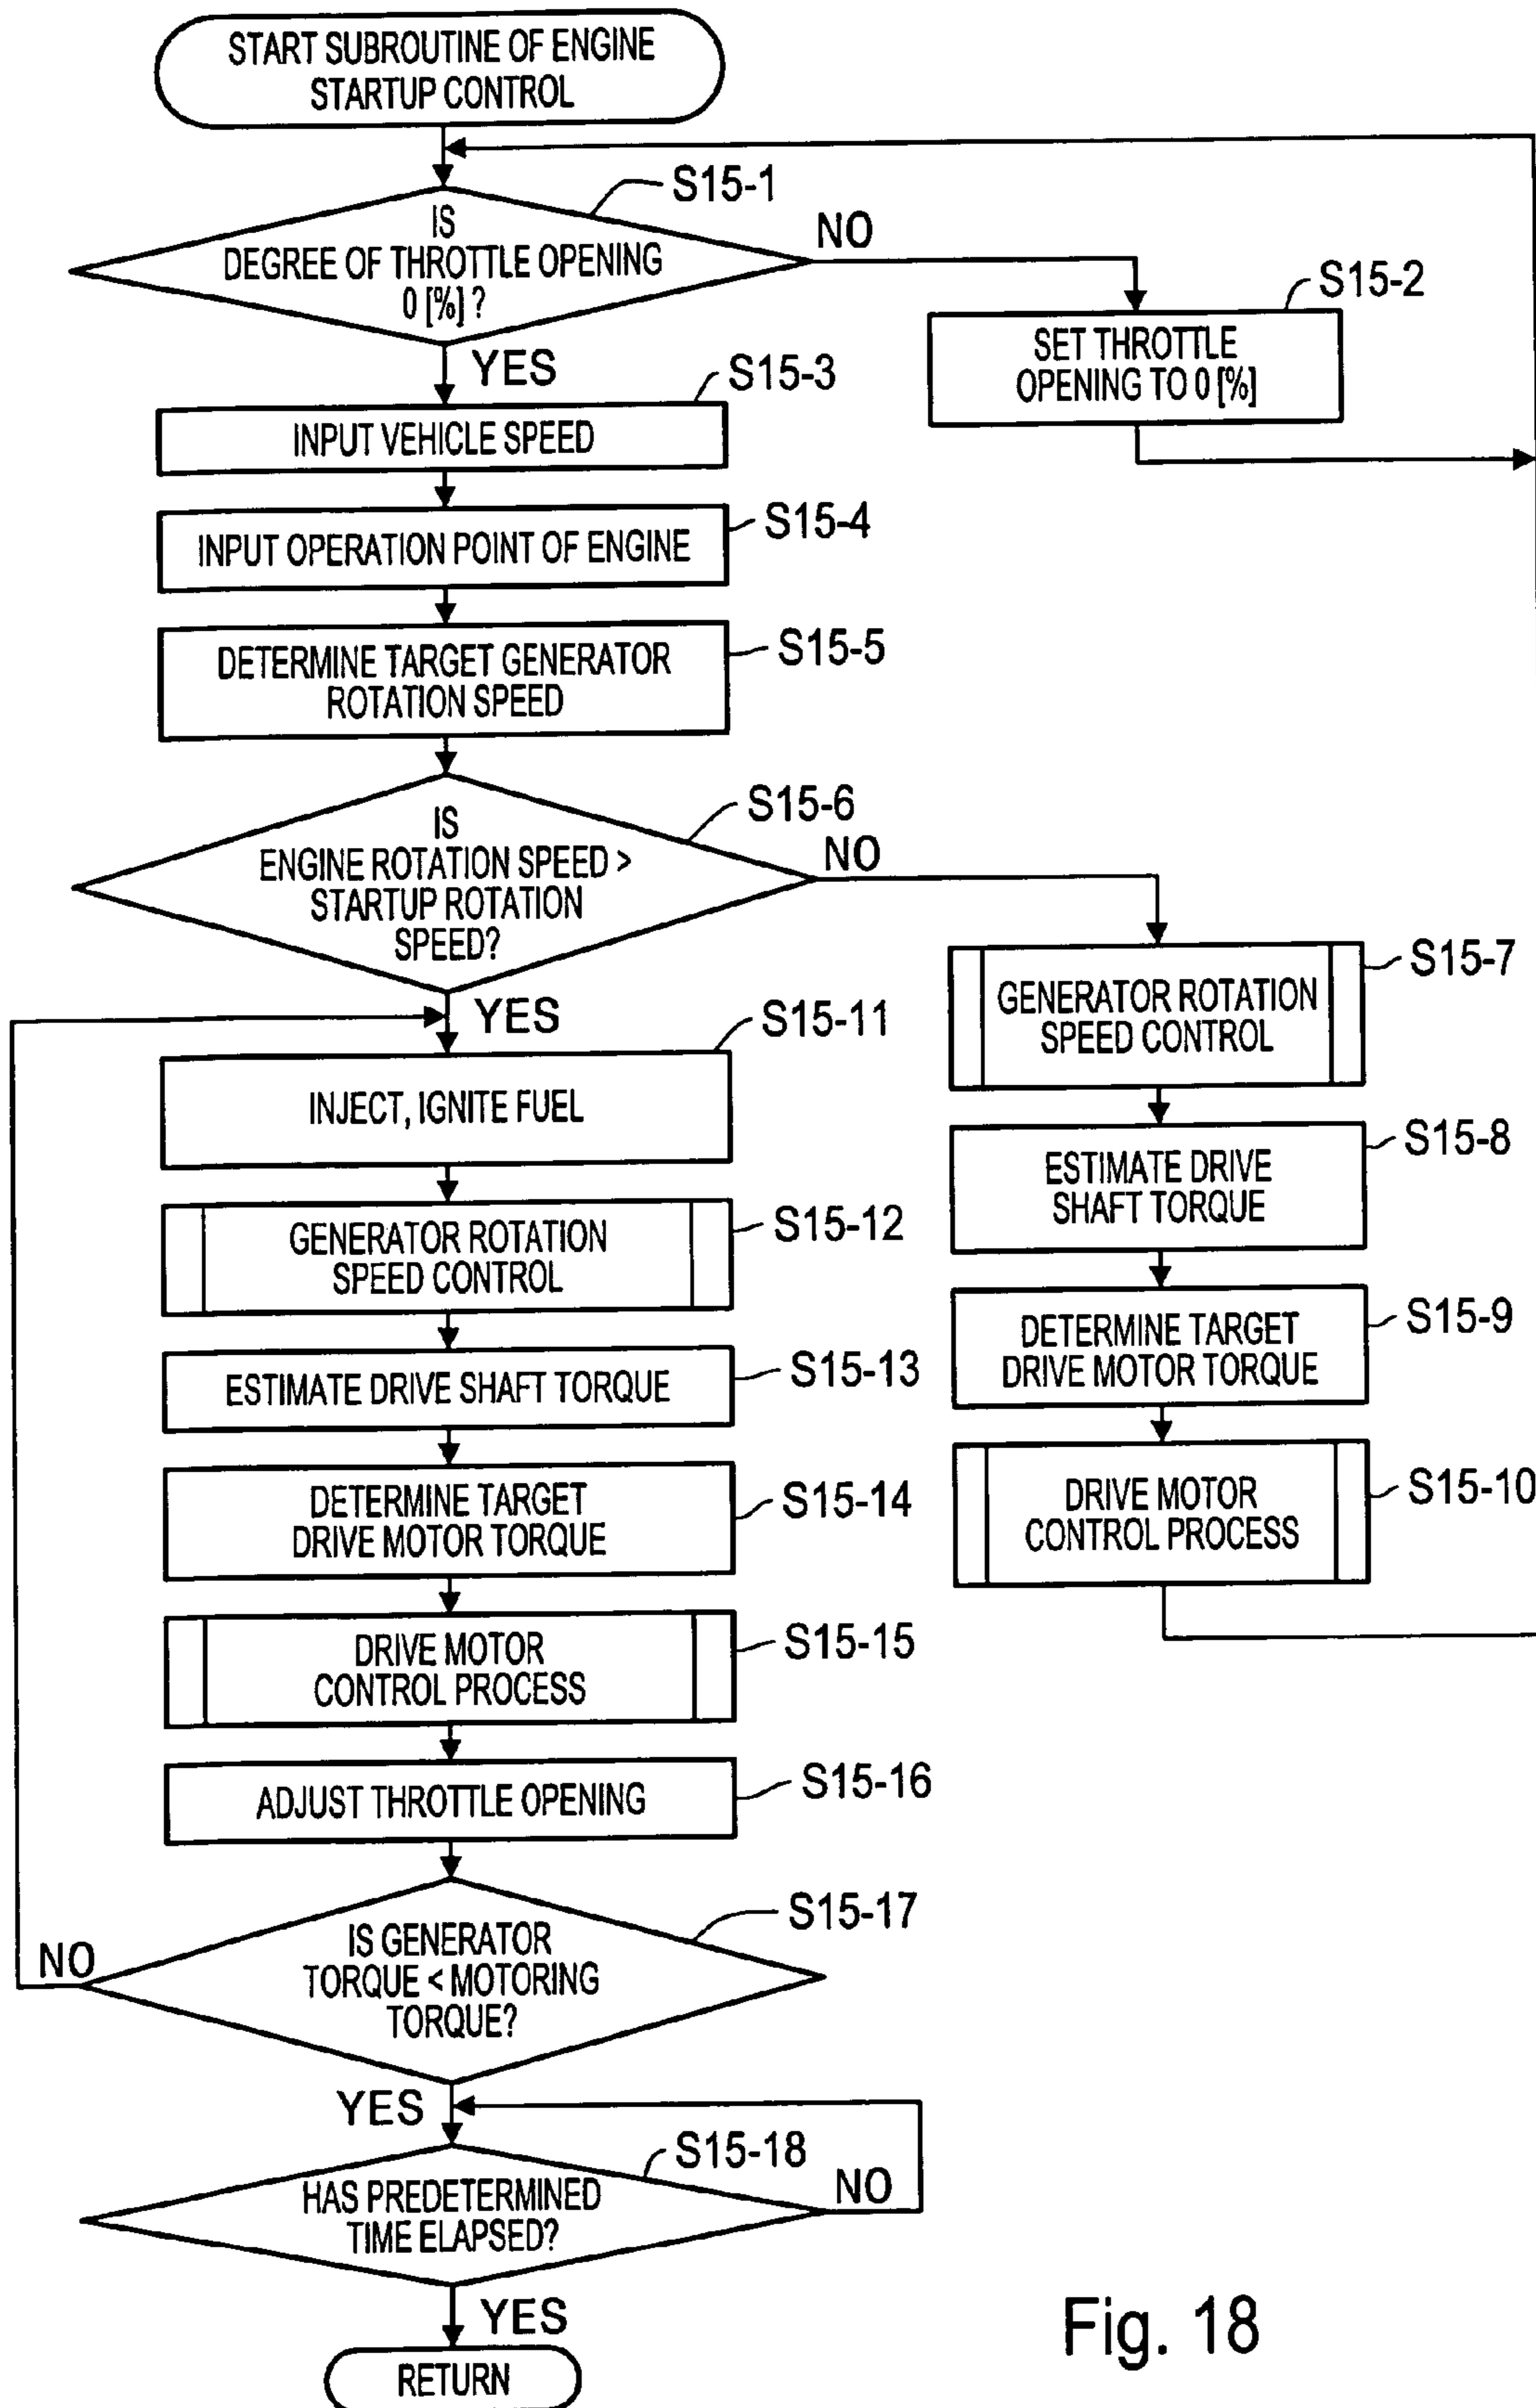 START SUBROUTINE OF ENGINE
STARTUP CONTROL
S15-1
IS
DEGREE OF THROTTLE OPENING
0 [%] ?
NO
S15-2
SET THROTTLE
OPENING TO 0 [%]
YES
S15-3
INPUT VEHICLE SPEED
S15-4
INPUT OPERATION POINT OF ENGINE
S15-5
DETERMINE TARGET GENERATOR
ROTATION SPEED
S15-6
IS
ENGINE ROTATION SPEED >
STARTUP ROTATION
SPEED?
NO
S15-7
GENERATOR ROTATION
SPEED CONTROL
S15-8
ESTIMATE DRIVE
SHAFT TORQUE
S15-9
DETERMINE TARGET
DRIVE MOTOR TORQUE
S15-10
DRIVE MOTOR
CONTROL PROCESS
YES
S15-11
INJECT, IGNITE FUEL
S15-12
GENERATOR ROTATION
SPEED CONTROL
S15-13
ESTIMATE DRIVE SHAFT TORQUE
S15-14
DETERMINE TARGET
DRIVE MOTOR TORQUE
S15-15
DRIVE MOTOR
CONTROL PROCESS
S15-16
ADJUST THROTTLE OPENING
S15-17
IS GENERATOR
TORQUE < MOTORING
TORQUE?
NO
YES
S15-18
HAS PREDETERMINED
TIME ELAPSED?
NO
YES
RETURN
Fig. 18